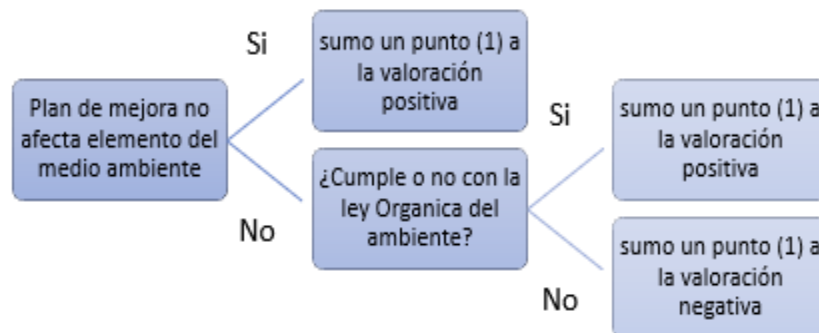 Plan de mejora no
afecta elemento del
medio ambiente
Si
sumo un punto (1) a
la valoración
positiva
No
¿Cumple o no con la
ley Organica del
ambiente?
Si
sumo un punto (1) a
la valoración
positiva
No
sumo un punto (1) a
la valoración
negativa